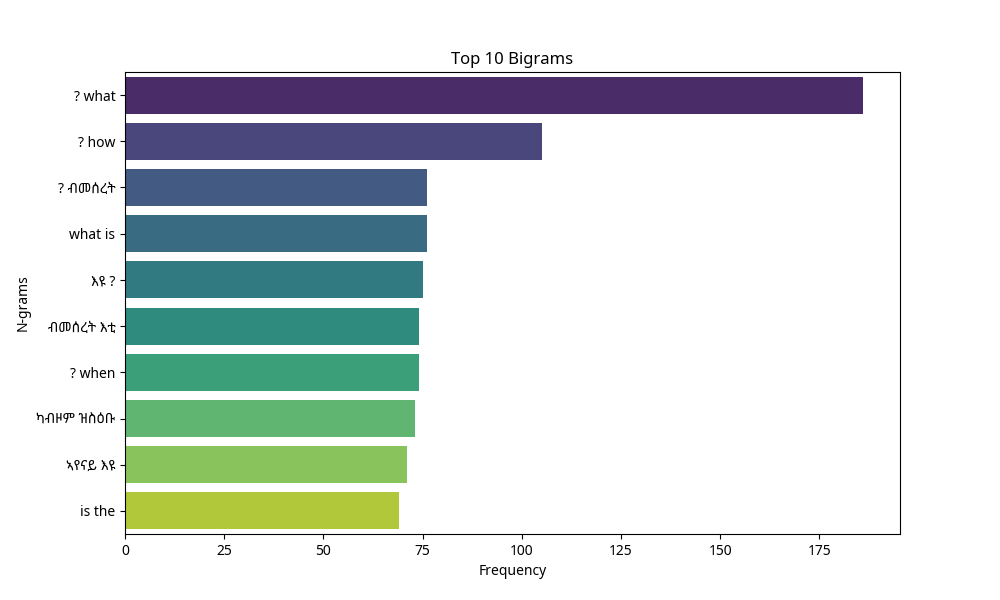 Top 10 Bigrams
? what
? how
? ብመሰረት
what is
እዩ ?
ብመሰረት እቲ
? when
ካብዞም ዝስዕቡ
ኣየናይ እዩ
is the
N-grams
0 25 50 75 100 125 150 175
Frequency